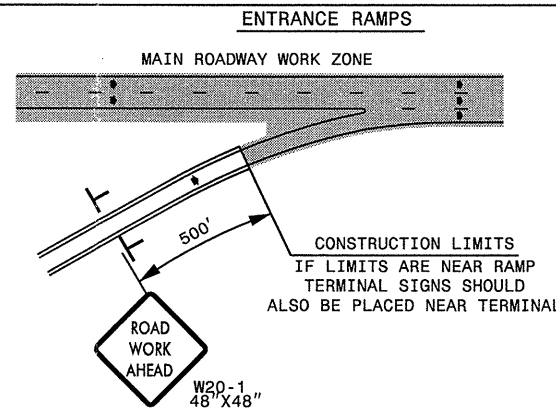 ENTRANCE RAMPS
MAIN ROADWAY WORK ZONE
500'
CONSTRUCTION LIMITS
IF LIMITS ARE NEAR RAMP
TERMINAL SIGNS SHOULD
ALSO BE PLACED NEAR TERMINAL
ROAD
WORK
AHEAD
W20-1
48"X48"